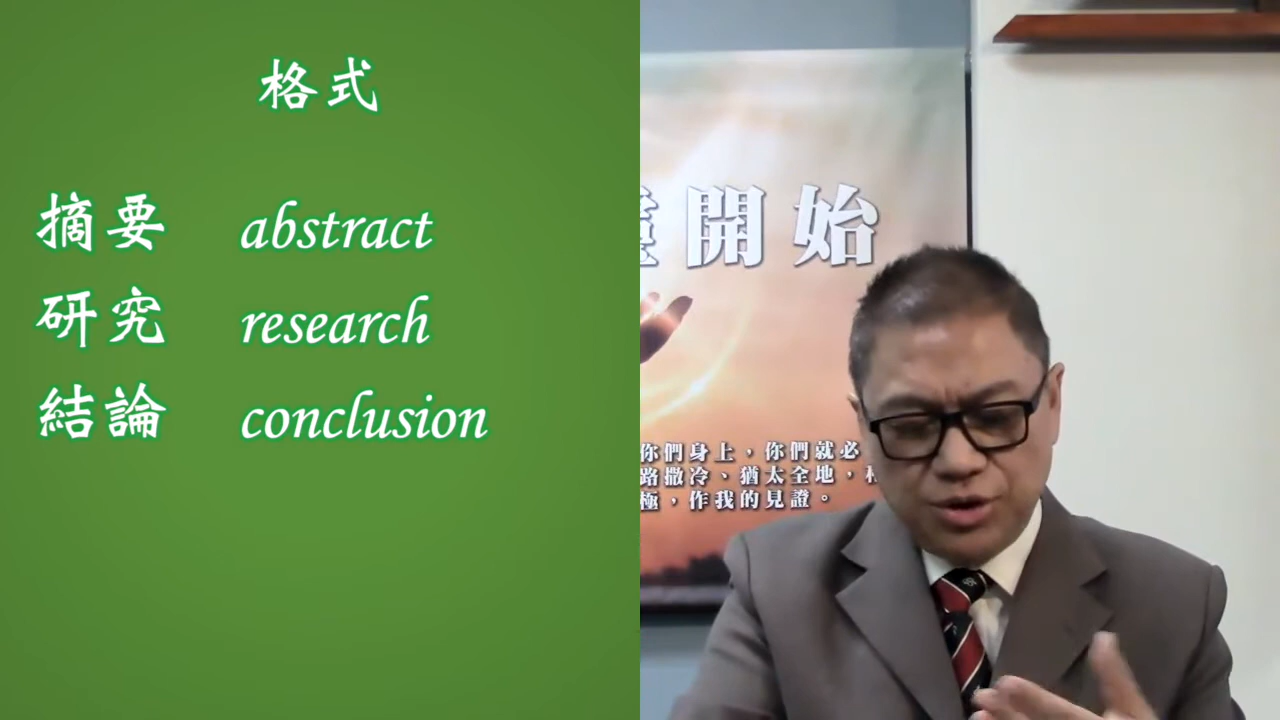 格式
摘要 abstract
研究 research
結論 conclusion
開始
你們身上，你們就必
路撒冷、猶太全地，
極，作我的見證。